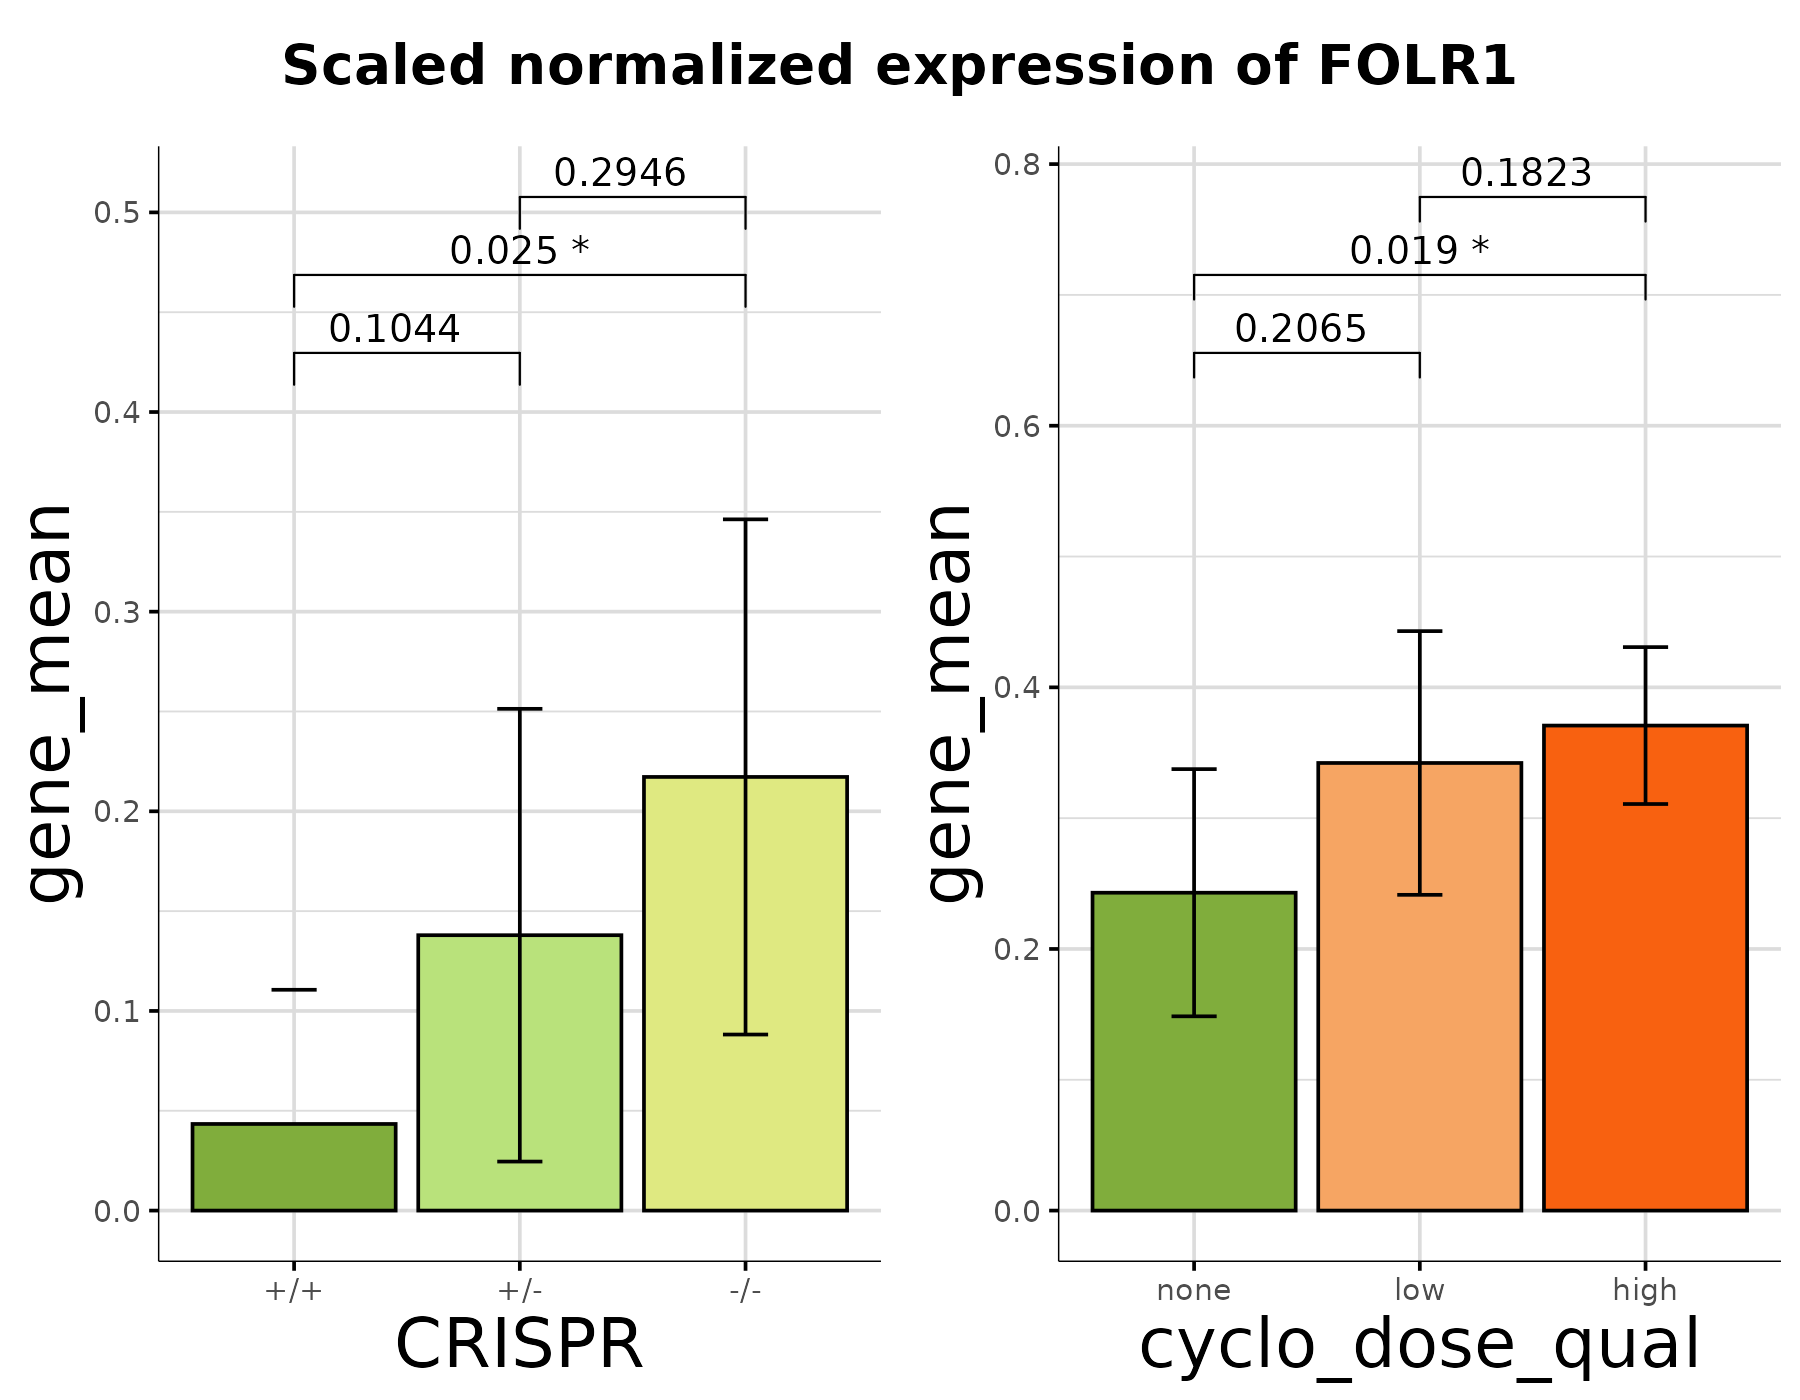 Scaled normalized expression of FOLR1
gene_mean
0.5
0.4
0.3
0.2
0.1
0.0
0.2946
0.025 *
0.1044
+/+ +/- -/-
CRISPR
gene_mean
0.8
0.6
0.4
0.2
0.0
0.1823
0.019 *
0.2065
none low high
cyclo_dose_qual